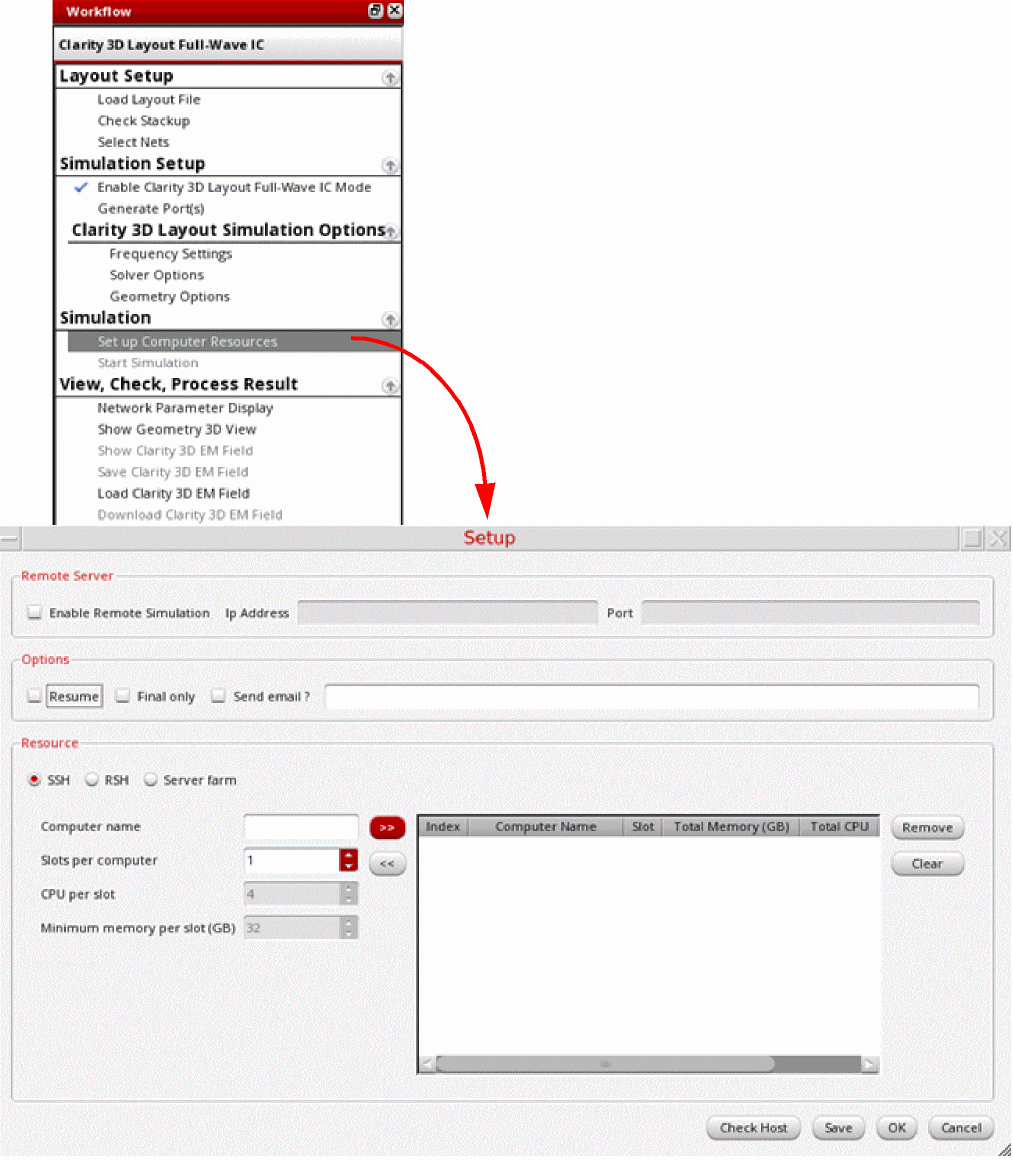 Workflow
Clarity 3D Layout Full-Wave IC
Layout Setup
Load Layout File
Check Stackup
Select Nets
Simulation Setup
Enable Clarity 3D Layout Full-Wave IC Mode
Generate Port(s)
Clarity 3D Layout Simulation Options
Frequency Settings
Solver Options
Geometry Options
Simulation
Set up Computer Resources
Start Simulation
View, Check, Process Result
Network Parameter Display
Show Geometry 3D View
Show Clarity 3D EM Field
Save Clarity 3D EM Field
Load Clarity 3D EM Field
Download Clarity 3D EM Field
Setup
Remote Server
Enable Remote Simulation Ip Address Port
Options
Resume Final only Send email ?
Resource
SSH RSH Server farm
Computer name >> Index Computer Name Slot Total Memory (GB) Total CPU Remove
Slots per computer 1 << Clear
CPU per slot 4
Minimum memory per slot (GB) 32
Check Host Save OK Cancel